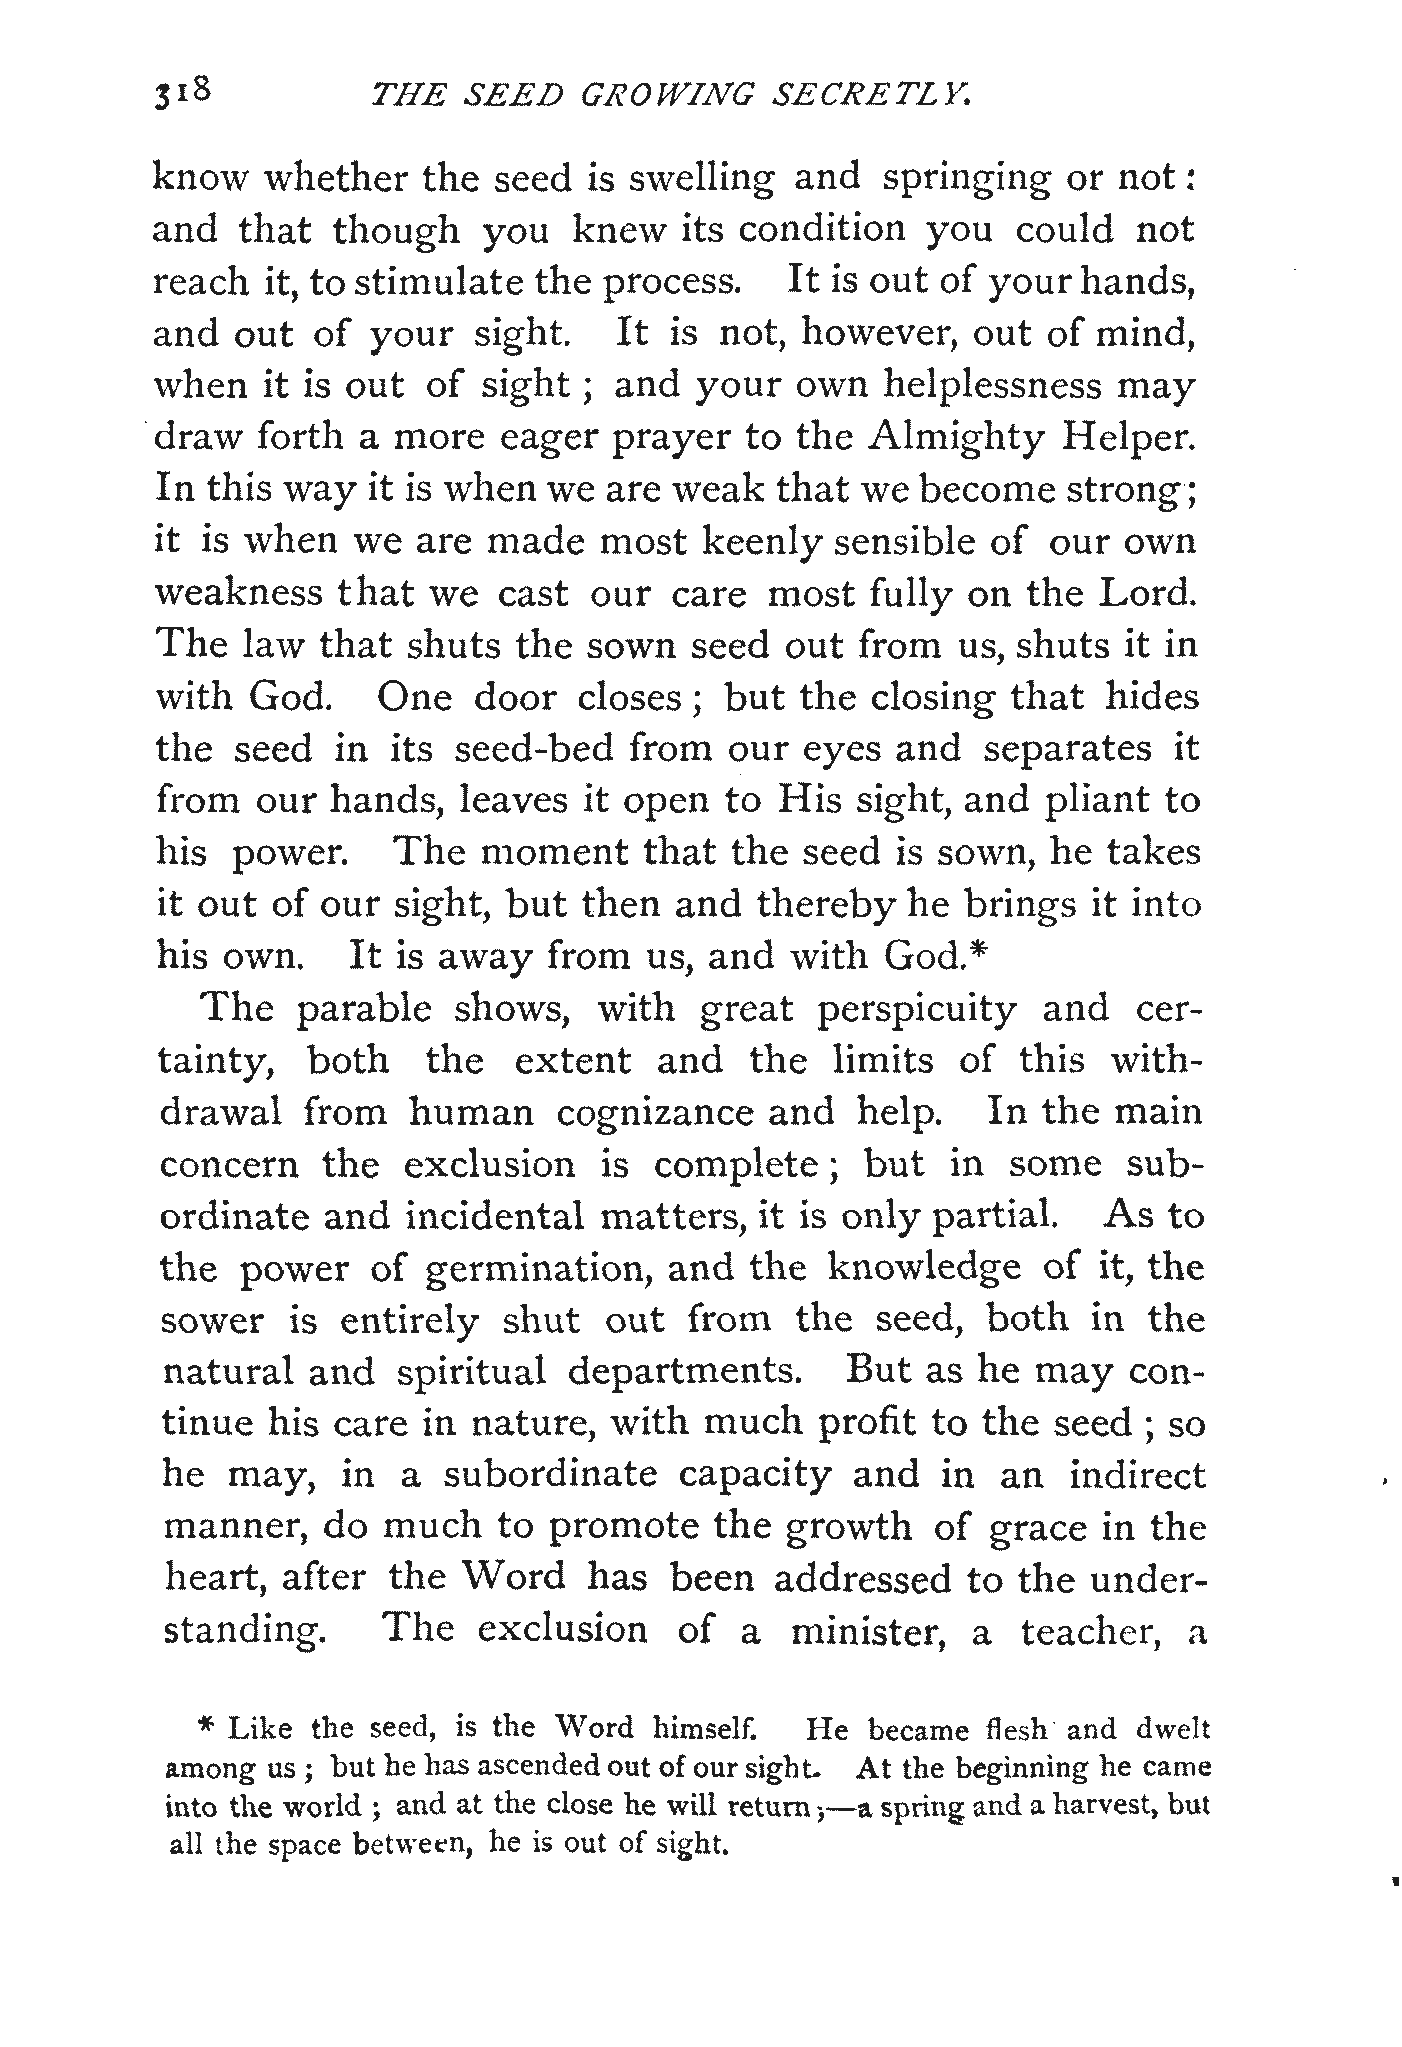 318 THE SEED GROWING SECRETLY.
know whether the seed is swelling and springing or not :
and that though you knew its condition you could not
reach it, to stimulate the process. It is out of your hands,
and out of your sight. It is not, however, out of mind,
when it is out of sight ; and your own helplessness may
draw forth a more eager prayer to the Almighty Helper.
In this way it is when we are weak that we become strong ;
it is when we are made most keenly sensible of our own
weakness that we cast our care most fully on the Lord.
The law that shuts the sown seed out from us, shuts it in
with God. One door closes ; but the closing that hides
the seed in its seed-bed from our eyes and separates it
from our hands, leaves it open to His sight, and pliant to
his power. The moment that the seed is sown, he takes
it out of our sight, but then and thereby he brings it into
his own. It is away from us, and with God.*
The parable shows, with great perspicuity and cer-
tainty, both the extent and the limits of this with-
drawal from human cognizance and help. In the main
concern the exclusion is complete ; but in some sub-
ordinate and incidental matters, it is only partial. As to
the power of germination, and the knowledge of it, the
sower is entirely shut out from the seed, both in the
natural and spiritual departments. But as he may con-
tinue his care in nature, with much profit to the seed ; so
he may, in a subordinate capacity and in an indirect
manner, do much to promote the growth of grace in the
heart, after the Word has been addressed to the under-
standing. The exclusion of a minister, a teacher, a
* Like the seed, is the Word himself. He became flesh and dwelt
among us ; but he has ascended out of our sight. At the beginning he came
into the world ; and at the close he will return ;—a spring and a harvest, but
all the space between, he is out of sight.